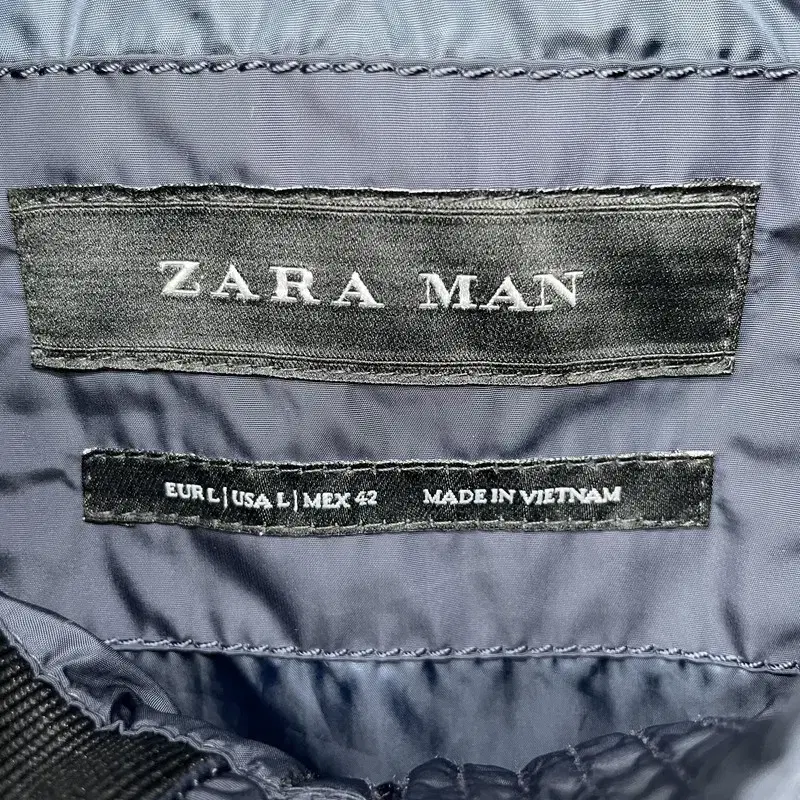 ZARA MAN
EUR L | USA L | MEX 42 MADE IN VIETNAM